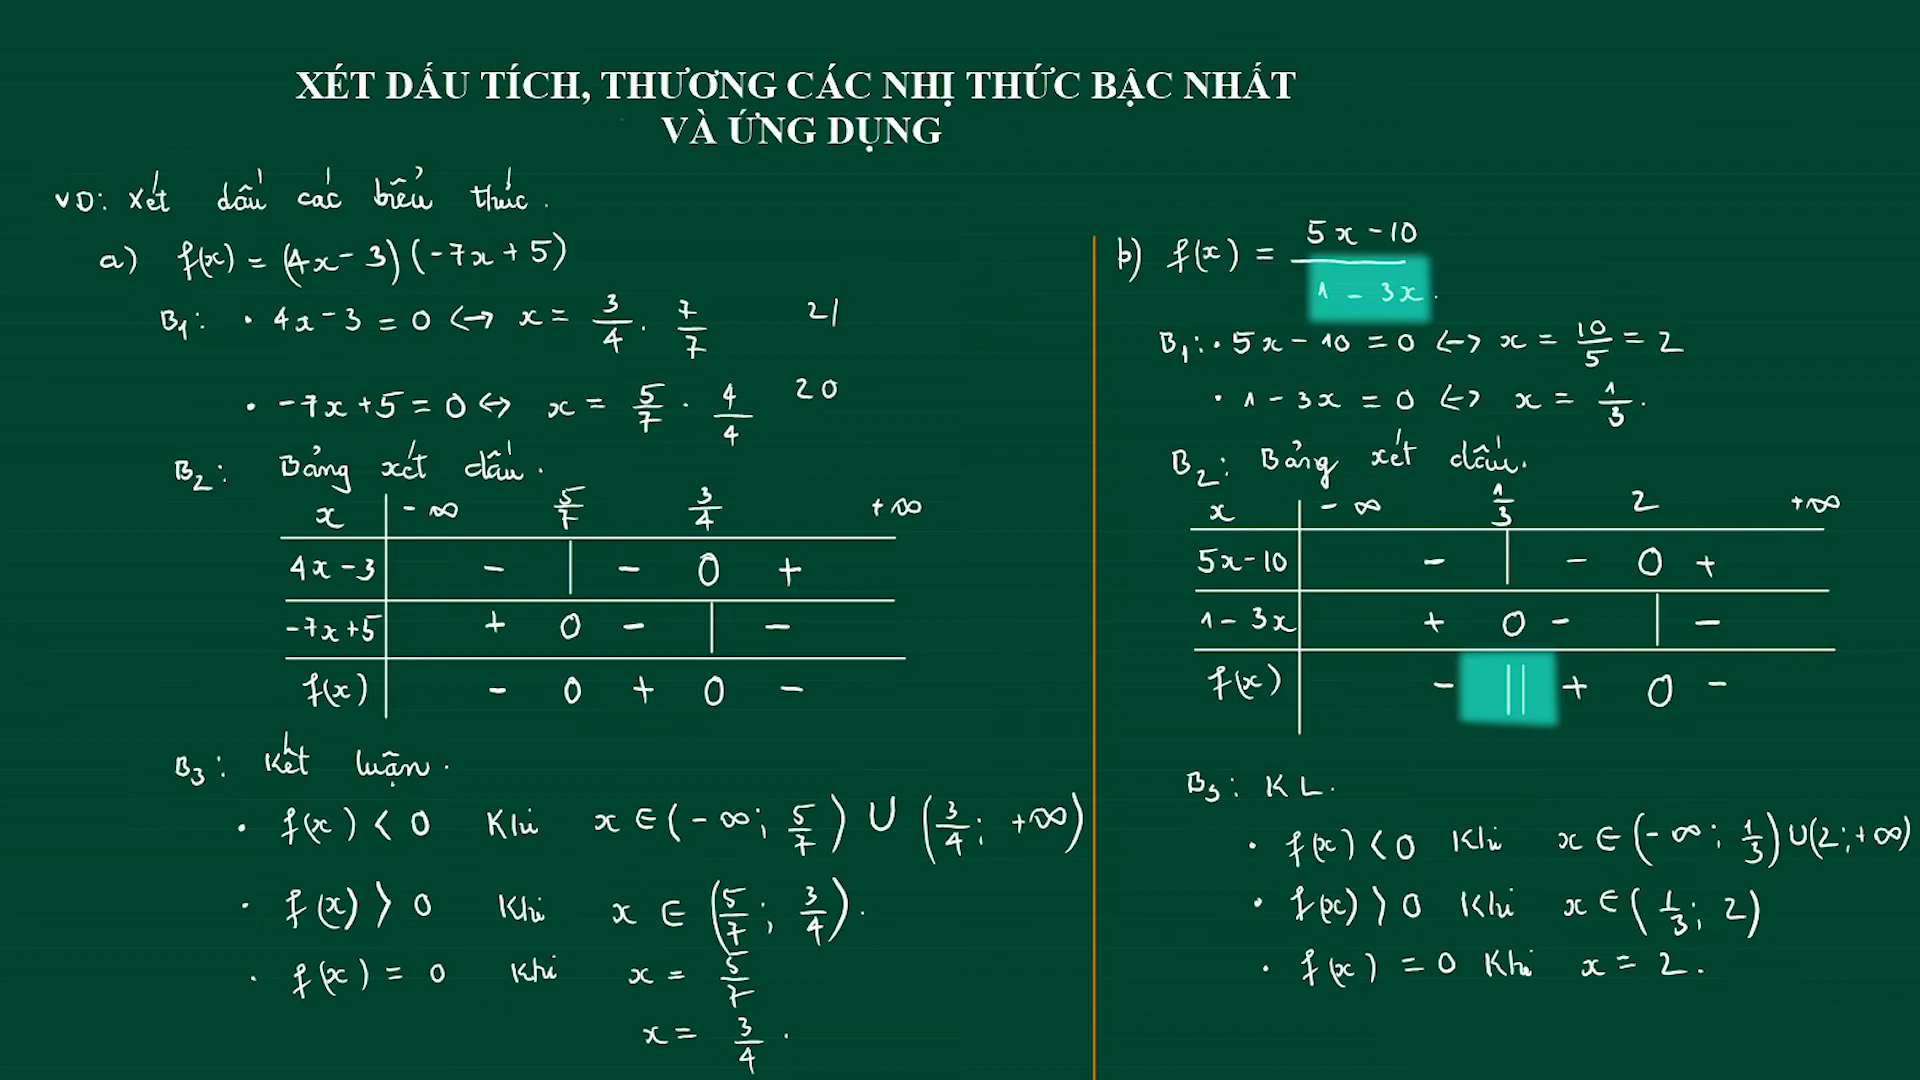 XÉT DẤU TÍCH, THƯƠNG CÁC NHỊ THỨC BẬC NHẤT
VÀ ỨNG DỤNG
VD: Xét dấu các biểu thức.
a) f(x) = (4x - 3)(-7x + 5)
B₁: • 4x - 3 = 0 <-> x = 3/4 . 7/7 21
• -7x + 5 = 0 <-> x = 5/7 . 4/4 20
B₂: Bảng xét dấu.
x | -∞ 5/7 3/4 +∞
4x - 3 | - | - 0 +
-7x + 5 | + 0 - | -
f(x) | - 0 + 0 -
B₃: Kết luận.
• f(x) < 0 Khi x ∈ (-∞; 5/7) ∪ (3/4; +∞)
• f(x) > 0 Khi x ∈ (5/7; 3/4).
• f(x) = 0 Khi x = 5/7
x = 3/4.
b) f(x) = (5x - 10)/(1 - 3x).
B₁: • 5x - 10 = 0 <-> x = 10/5 = 2
• 1 - 3x = 0 <-> x = 1/3.
B₂: Bảng xét dấu.
x | -∞ 1/3 2 +∞
5x - 10 | - | - 0 +
1 - 3x | + 0 - | -
f(x) | - || + 0 -
B₃: KL.
• f(x) < 0 Khi x ∈ (-∞; 1/3) ∪ (2; +∞)
• f(x) > 0 Khi x ∈ (1/3; 2)
• f(x) = 0 Khi x = 2.